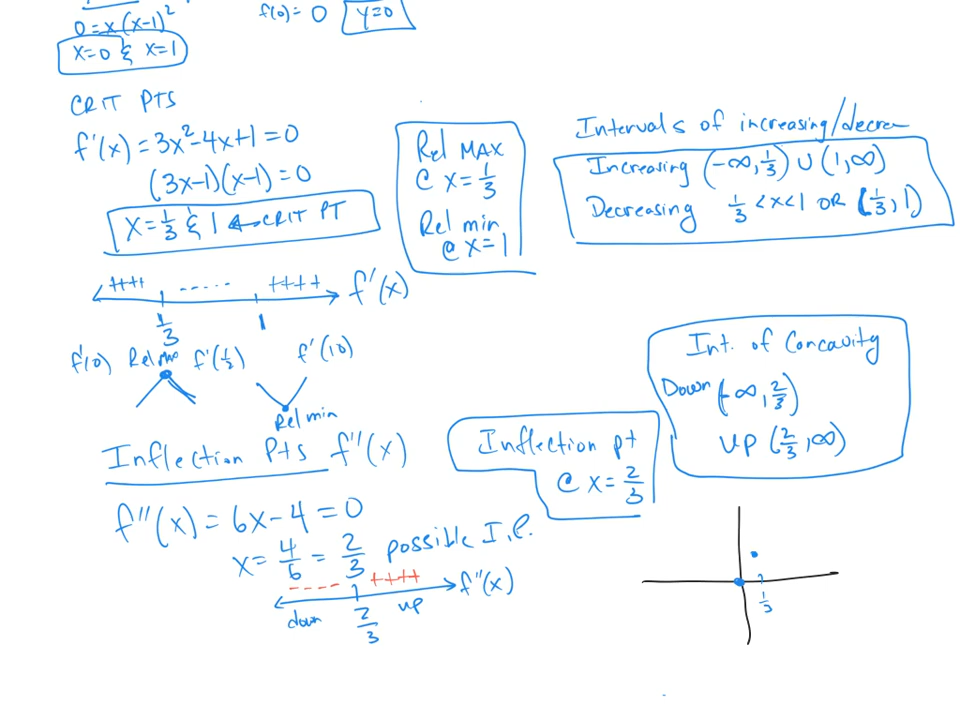 0=x(x-1)²
f(0)= 0 y=0
x=0 & x=1
CRIT PTS
f'(x)=3x²-4x+1=0
(3x-1)(x-1)=0
x=1/3 & 1 ← CRIT PT
Rel MAX
@ x=1/3
Rel min
@ x=1
Intervals of increasing/decrea
Increasing (-∞,1/3) U (1,∞)
Decreasing 1/3<x<1 OR (1/3,1)
++++ ----- ++++ f'(x)
1/3 1
f'(0) Rel max f'(1/2) f'(10)
Rel min
Int. of Concavity
Down (-∞,2/3)
up (2/3,∞)
Inflection Pts f''(x)
Inflection pt
@ x=2/3
f''(x)=6x-4=0
x=4/6=2/3 possible I.P.
---- ++++ f''(x)
down 2/3 up
1/3